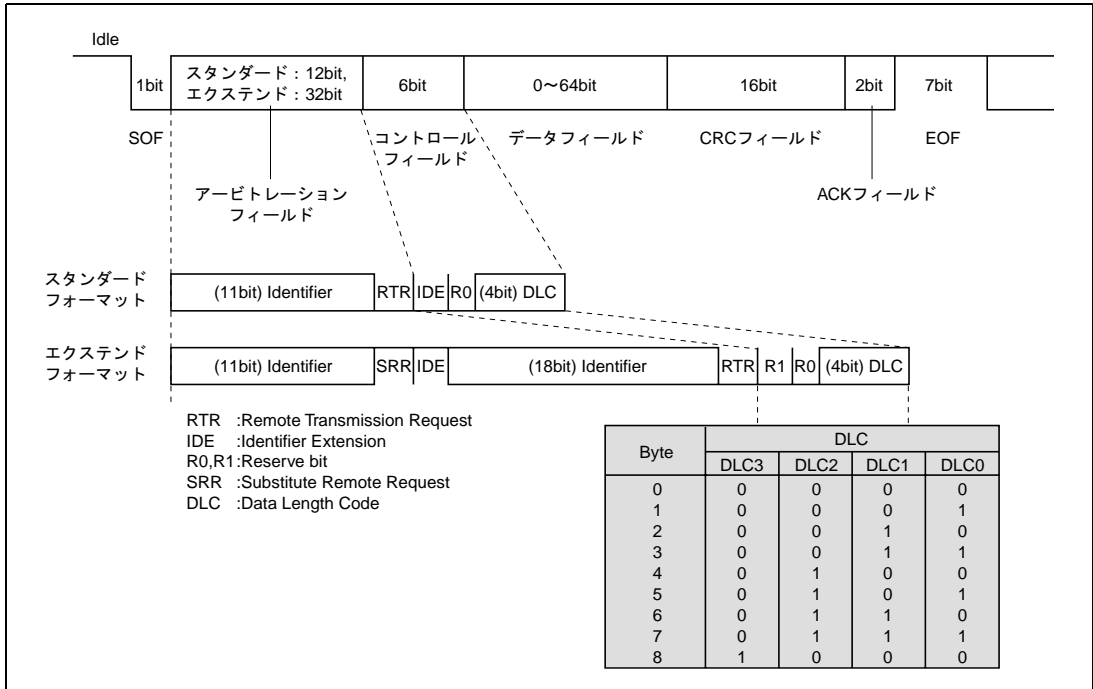 Idle
1bit
スタンダード：12bit,
エクステンド：32bit
6bit
0～64bit
16bit
2bit
7bit
SOF
コントロール
フィールド
データフィールド
CRCフィールド
EOF
アービトレーション
フィールド
ACKフィールド
スタンダード
フォーマット
(11bit) Identifier
RTR
IDE
R0
(4bit) DLC
エクステンド
フォーマット
(11bit) Identifier
SRR
IDE
(18bit) Identifier
RTR
R1
R0
(4bit) DLC
RTR :Remote Transmission Request
IDE :Identifier Extension
R0,R1:Reserve bit
SRR :Substitute Remote Request
DLC :Data Length Code
Byte DLC
DLC3 DLC2 DLC1 DLC0
0 0 0 0 0
1 0 0 0 1
2 0 0 1 0
3 0 0 1 1
4 0 1 0 0
5 0 1 0 1
6 0 1 1 0
7 0 1 1 1
8 1 0 0 0